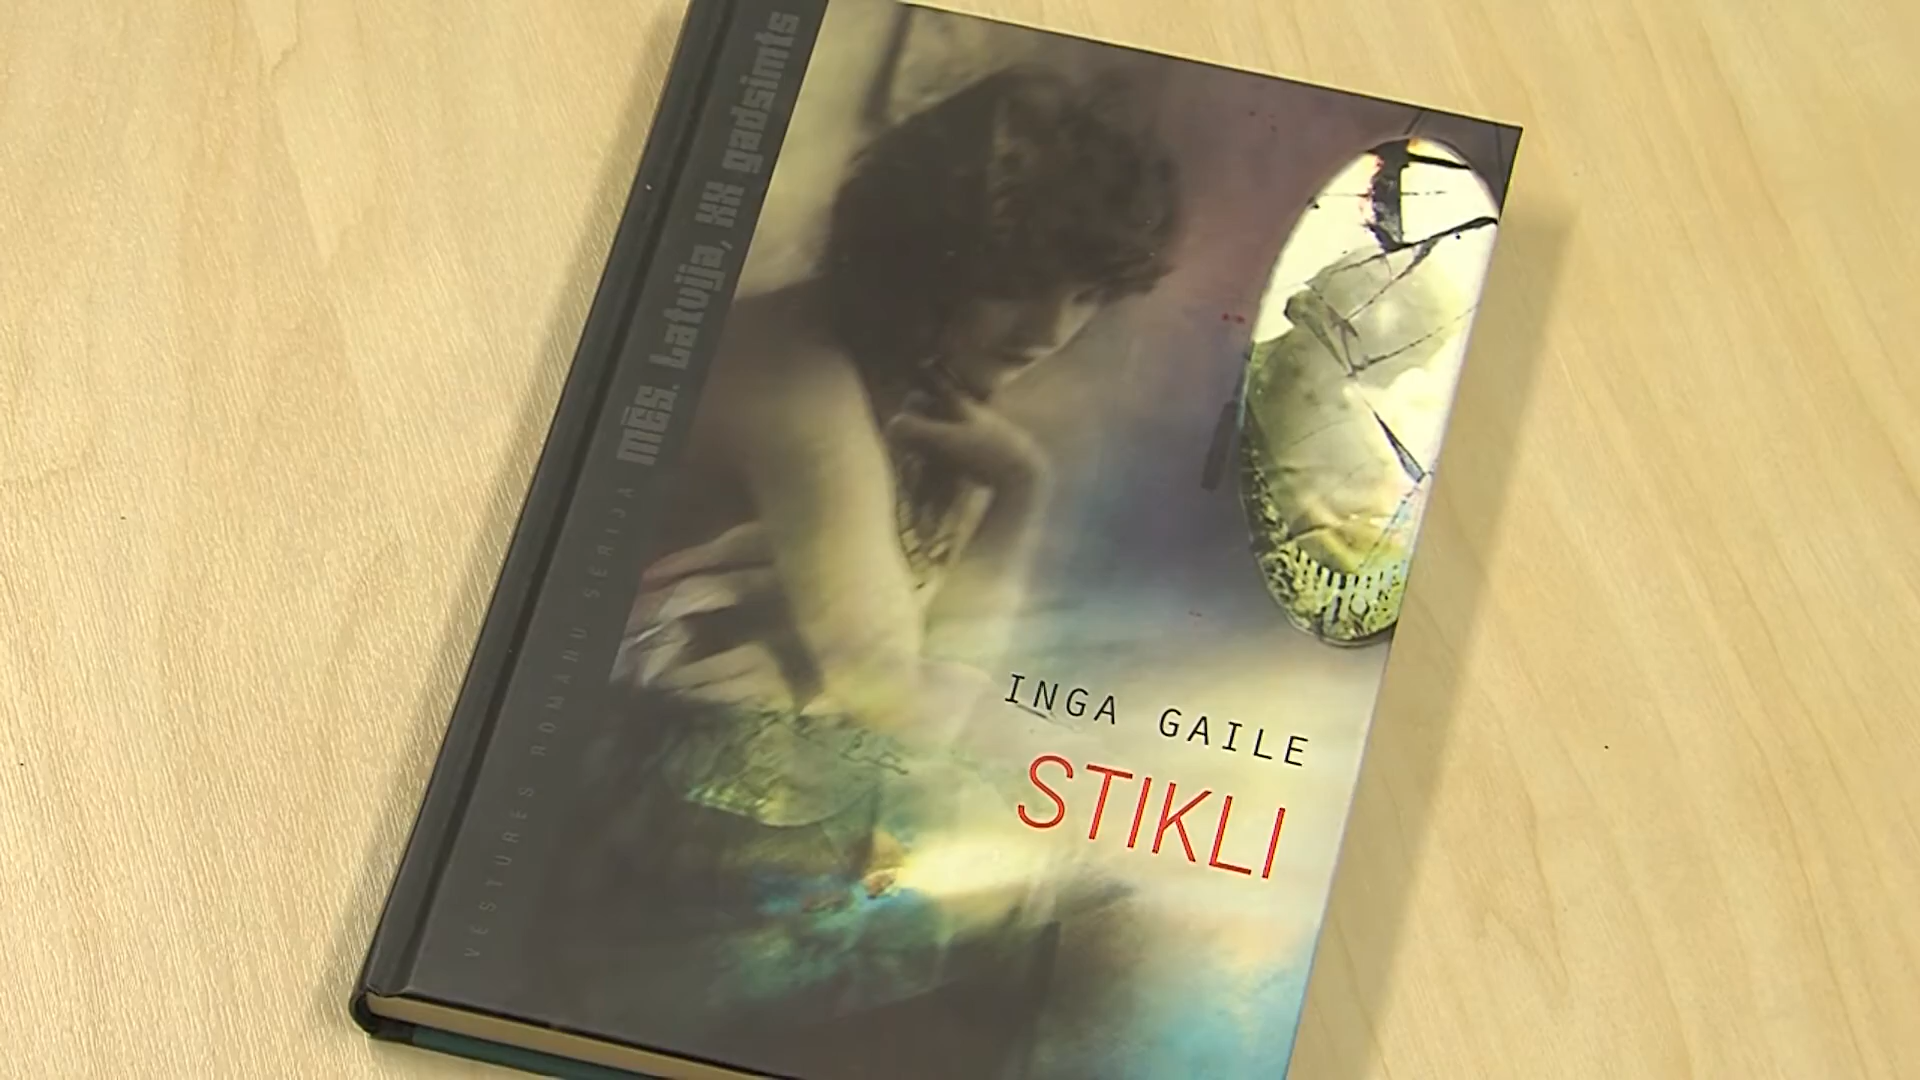 VĒSTURES ROMĀNU SĒRIJA MĒS. Latvija, XX gadsimts
INGA GAILE
STIKLI